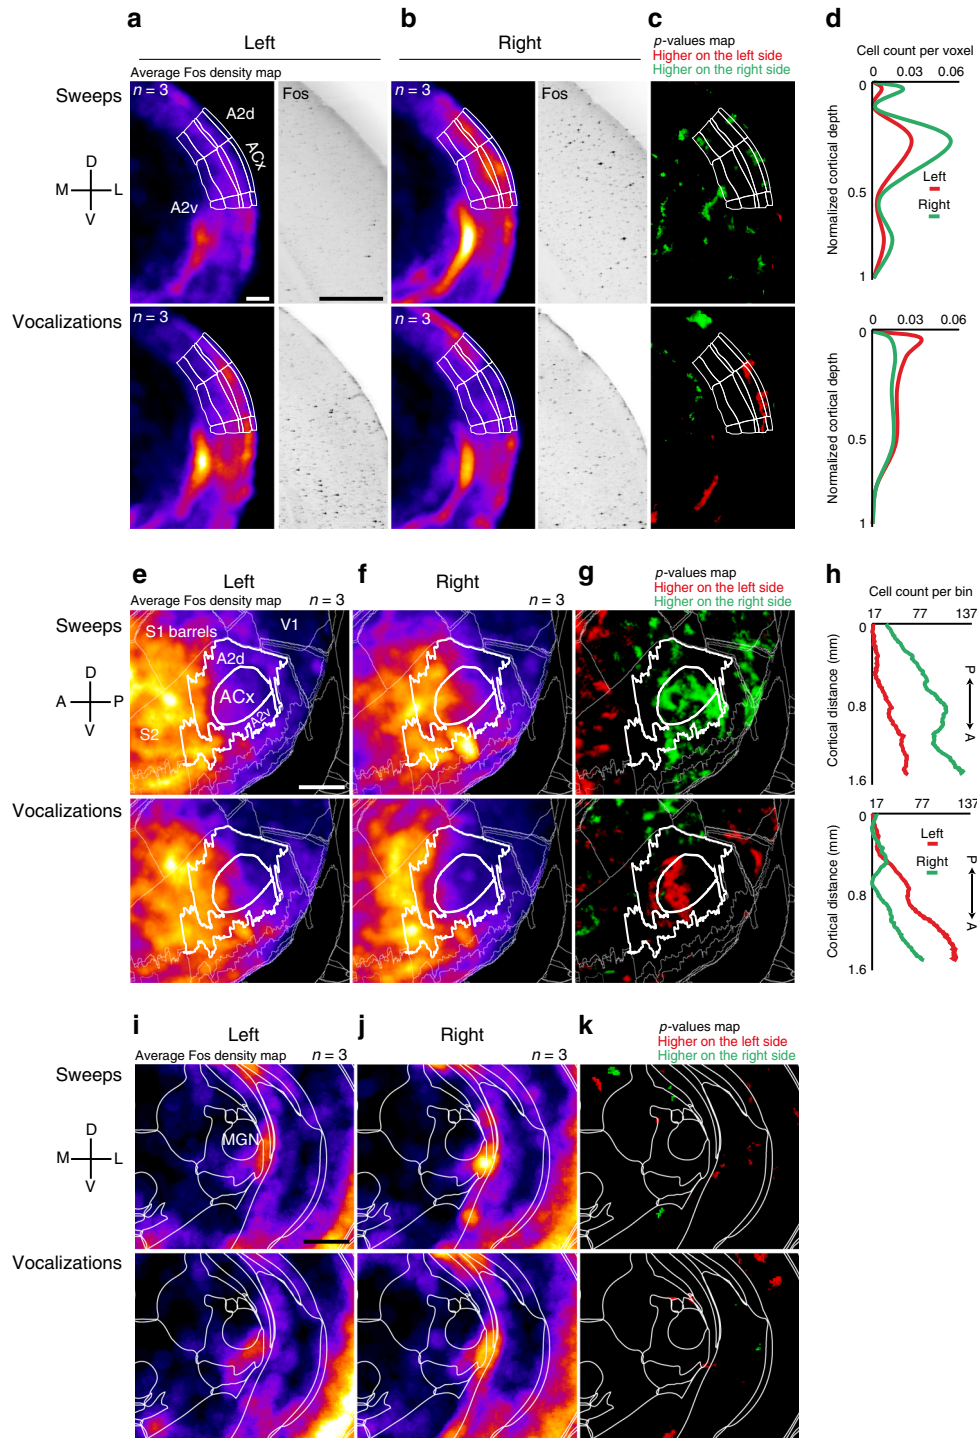 a b c d
Left Right
p-values map
Higher on the left side
Higher on the right side
Cell count per voxel
0 0.03 0.06
Average Fos density map
Sweeps
n = 3
A2d
ACx
A2v
Fos
n = 3
Fos
D
M L
V
0
0.5
1
Normalized cortical depth
Left
Right
Vocalizations
n = 3
n = 3
0 0.03 0.06
0
0.5
1
Normalized cortical depth
e f g h
Left Right
Average Fos density map n = 3
n = 3
p-values map
Higher on the left side
Higher on the right side
Cell count per bin
17 77 137
Sweeps
S1 barrels
V1
A2d
ACx
A2v
S2
D
A P
V
0
0.8
1.6
Cortical distance (mm)
P
A
Vocalizations
17 77 137
0
0.8
1.6
Cortical distance (mm)
Left
Right
P
A
i j k
Left Right
Average Fos density map n = 3
n = 3
p-values map
Higher on the left side
Higher on the right side
Sweeps
MGN
D
M L
V
Vocalizations